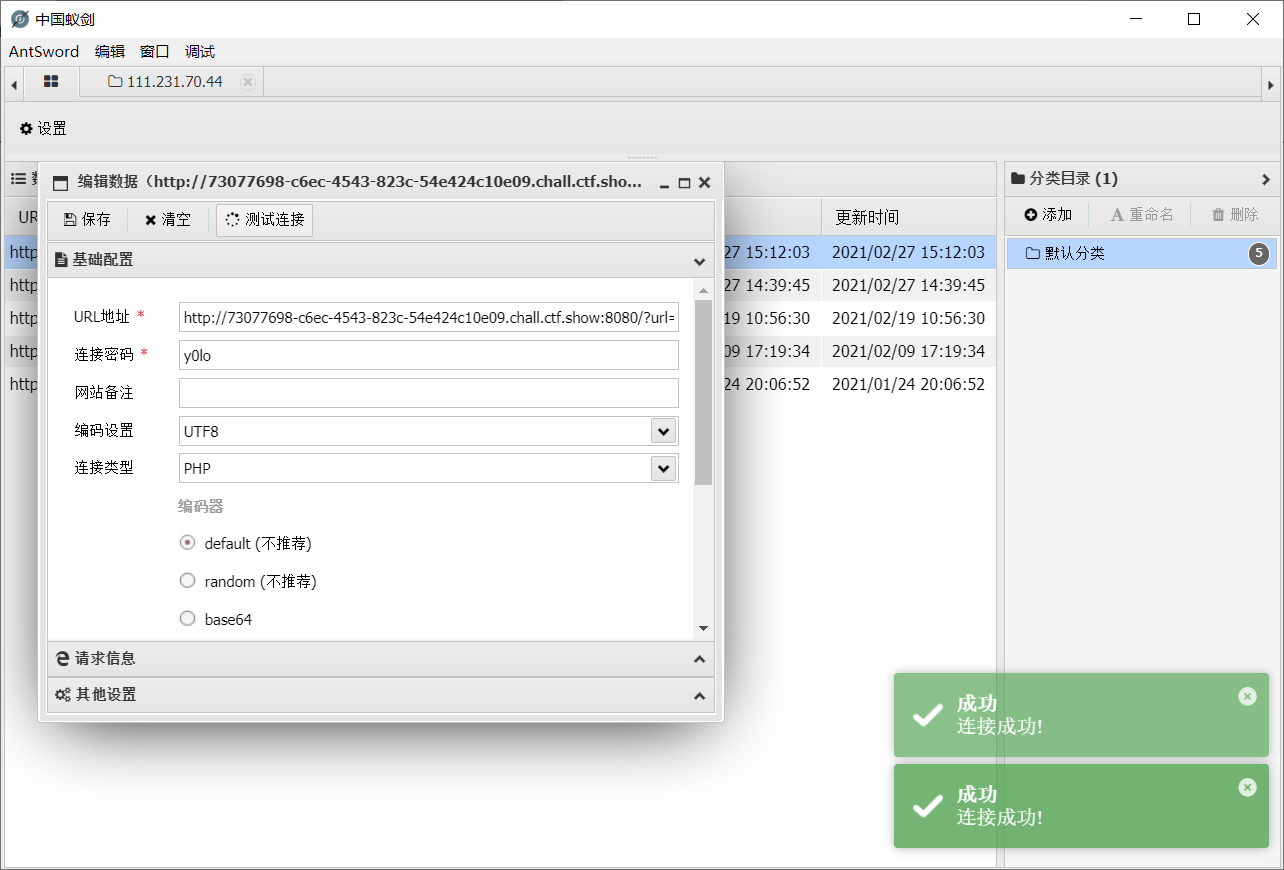 中国蚁剑
AntSword 编辑 窗口 调试
111.231.70.44
设置
编辑数据（http://73077698-c6ec-4543-823c-54e424c10e09.chall.ctf.sho...
分类目录 (1)
保存 清空 测试连接
UR
更新时间
添加 重命名 删除
基础配置
http
27 15:12:03 2021/02/27 15:12:03
默认分类 5
http
27 14:39:45 2021/02/27 14:39:45
URL地址 * http://73077698-c6ec-4543-823c-54e424c10e09.chall.ctf.show:8080/?url=
http
19 10:56:30 2021/02/19 10:56:30
连接密码 * y0lo
http
09 17:19:34 2021/02/09 17:19:34
网站备注
http
24 20:06:52 2021/01/24 20:06:52
编码设置 UTF8
连接类型 PHP
编码器
default (不推荐)
random (不推荐)
base64
请求信息
其他设置
成功
连接成功!
成功
连接成功!